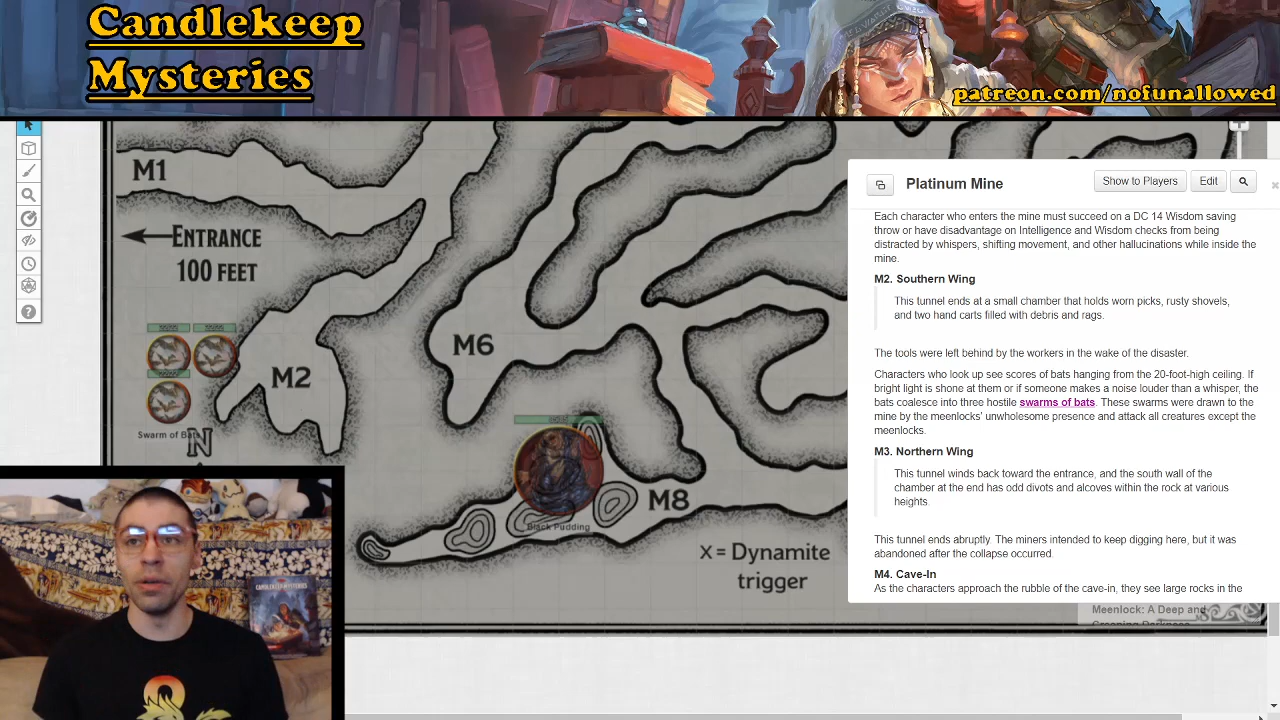 Candlekeep
Mysteries
patreon.com/nofunallowed
M1
ENTRANCE
100 FEET
M2
M6
Swarm of Bats
N
Black Pudding
M8
X = Dynamite
trigger
Platinum Mine
Show to Players
Edit
Each character who enters the mine must succeed on a DC 14 Wisdom saving
throw or have disadvantage on Intelligence and Wisdom checks from being
distracted by whispers, shifting movement, and other hallucinations while inside the
mine.
M2. Southern Wing
This tunnel ends at a small chamber that holds worn picks, rusty shovels,
and two hand carts filled with debris and rags.
The tools were left behind by the workers in the wake of the disaster.
Characters who look up see scores of bats hanging from the 20-foot-high ceiling. If
bright light is shone at them or if someone makes a noise louder than a whisper, the
bats coalesce into three hostile swarms of bats. These swarms were drawn to the
mine by the meenlocks' unwholesome presence and attack all creatures except the
meenlocks.
M3. Northern Wing
This tunnel winds back toward the entrance, and the south wall of the
chamber at the end has odd divots and alcoves within the rock at various
heights.
This tunnel ends abruptly. The miners intended to keep digging here, but it was
abandoned after the collapse occurred.
M4. Cave-In
As the characters approach the rubble of the cave-in, they see large rocks in the
Meenlock: A Deep and
CANDLEKEEP
MYSTERIES